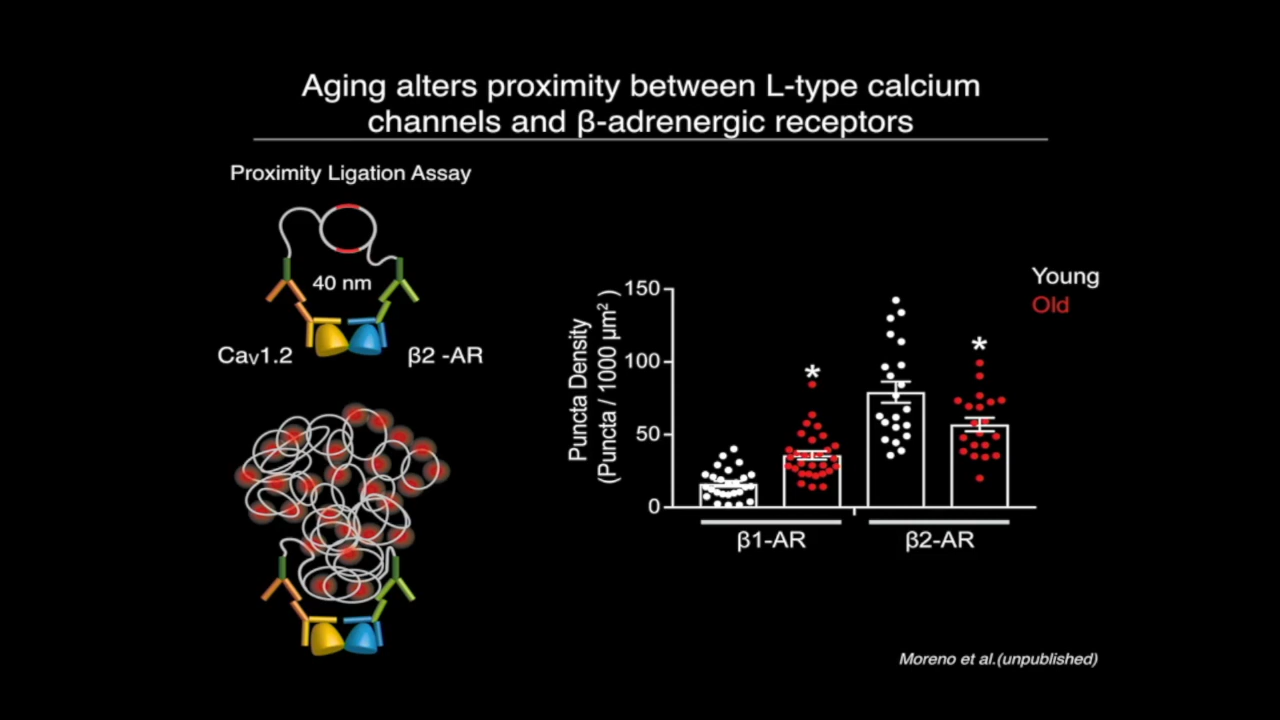 Aging alters proximity between L-type calcium
channels and β-adrenergic receptors
Proximity Ligation Assay
40 nm
Cav1.2
β2 -AR
Puncta Density
(Puncta / 1000 µm²)
150
100
50
0
*
*
β1-AR
β2-AR
Young
Old
Moreno et al.(unpublished)